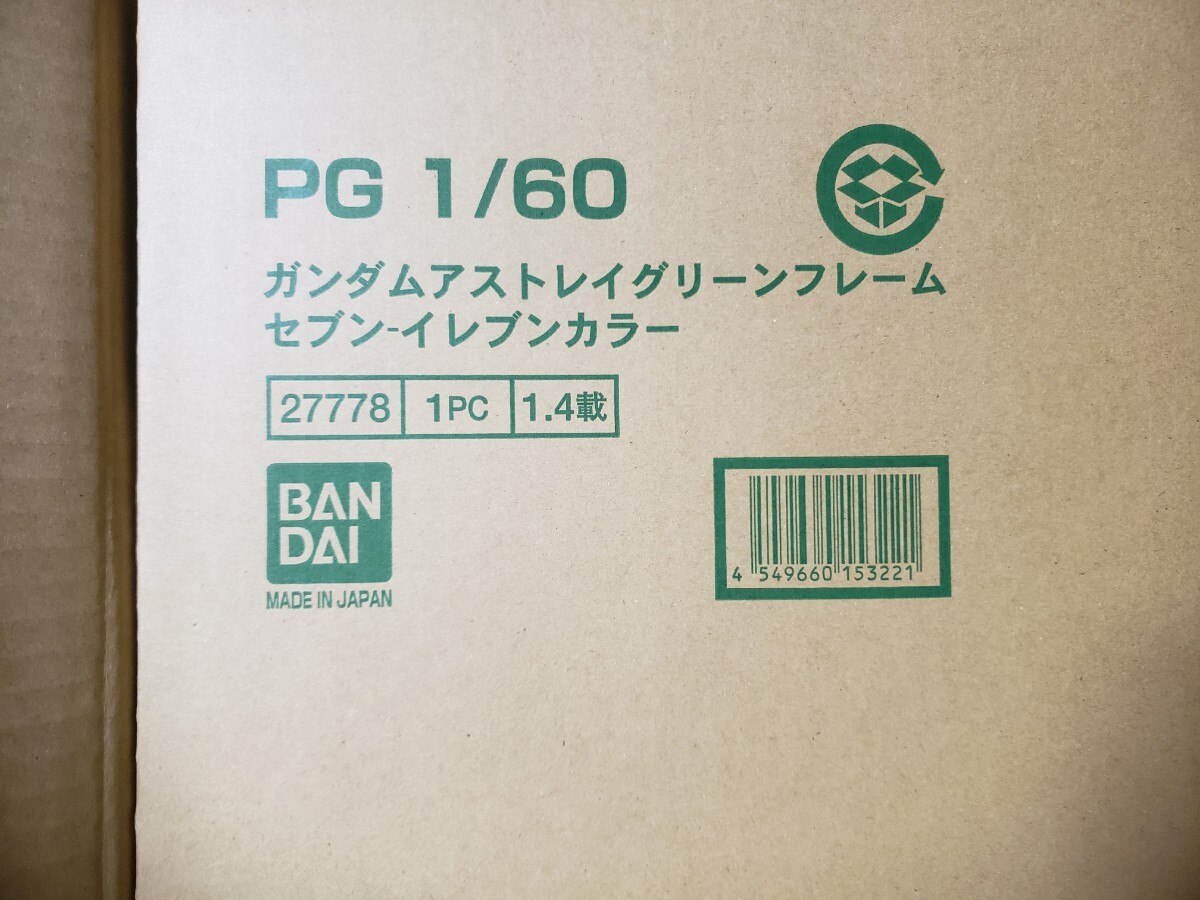 PG 1/60
ガンダムアストレイグリーンフレーム
セブン-イレブンカラー
27778 1PC 1.4載
BAN
DAI
MADE IN JAPAN
4 549660 153221